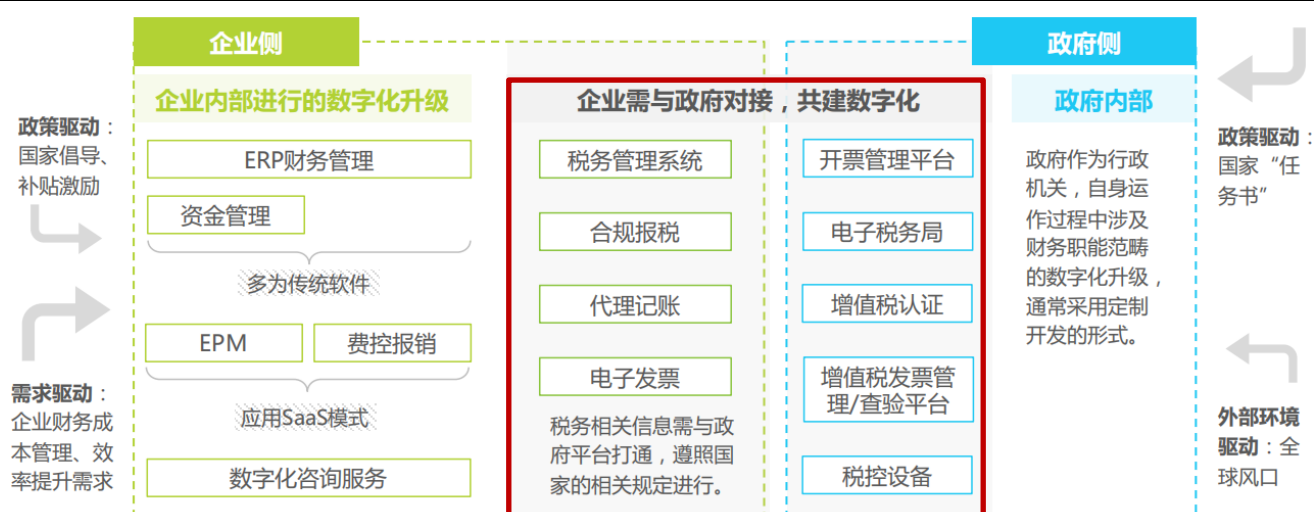 企业侧
政府侧
企业内部进行的数字化升级
企业需与政府对接，共建数字化
政府内部
政策驱动：
国家倡导、
补贴激励
需求驱动：
企业财务成
本管理、效
率提升需求
ERP财务管理
资金管理
多为传统软件
EPM
费控报销
应用SaaS模式
数字化咨询服务
税务管理系统
合规报税
代理记账
电子发票
税务相关信息需与政
府平台打通，遵照国
家的相关规定进行。
开票管理平台
电子税务局
增值税认证
增值税发票管
理/查验平台
税控设备
政府作为行政
机关，自身运
作过程中涉及
财务职能范畴
的数字化升级，
通常采用定制
开发的形式。
政策驱动：
国家“任
务书”
外部环境
驱动：全
球风口